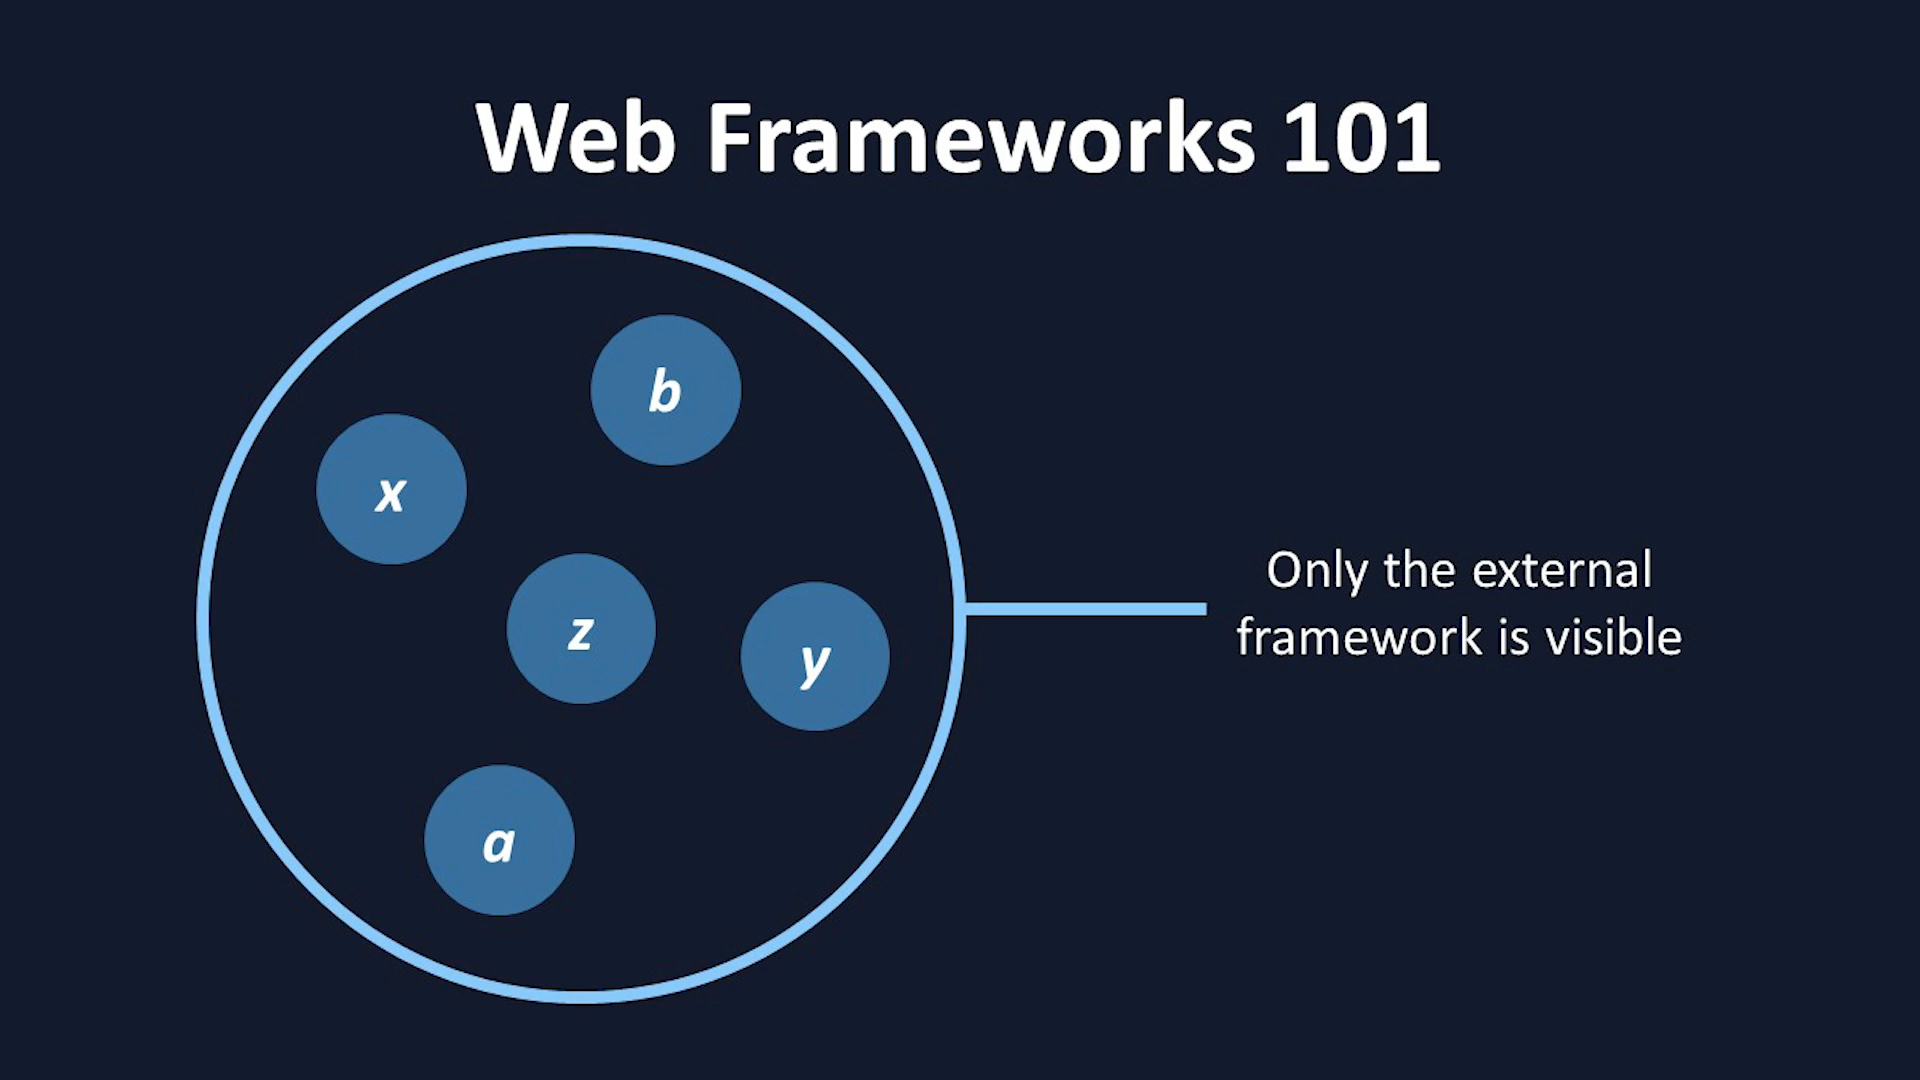 Web Frameworks 101
b
x
z
y
a
Only the external
framework is visible